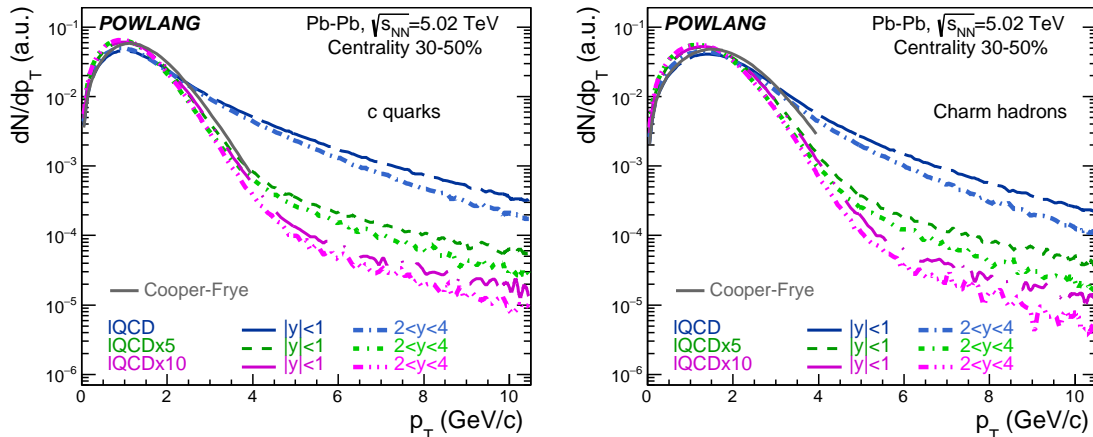 POWLANG
Pb-Pb, √sNN=5.02 TeV
Centrality 30-50%
c quarks
Cooper-Frye
lQCD |y|<1 2<y<4
lQCDx5 |y|<1 2<y<4
lQCDx10 |y|<1 2<y<4
dN/dpT (a.u.)
10−1
10−2
10−3
10−4
10−5
10−6
0 2 4 6 8 10
pT (GeV/c)
POWLANG
Pb-Pb, √sNN=5.02 TeV
Centrality 30-50%
Charm hadrons
Cooper-Frye
lQCD |y|<1 2<y<4
lQCDx5 |y|<1 2<y<4
lQCDx10 |y|<1 2<y<4
dN/dpT (a.u.)
10−1
10−2
10−3
10−4
10−5
10−6
0 2 4 6 8 10
pT (GeV/c)